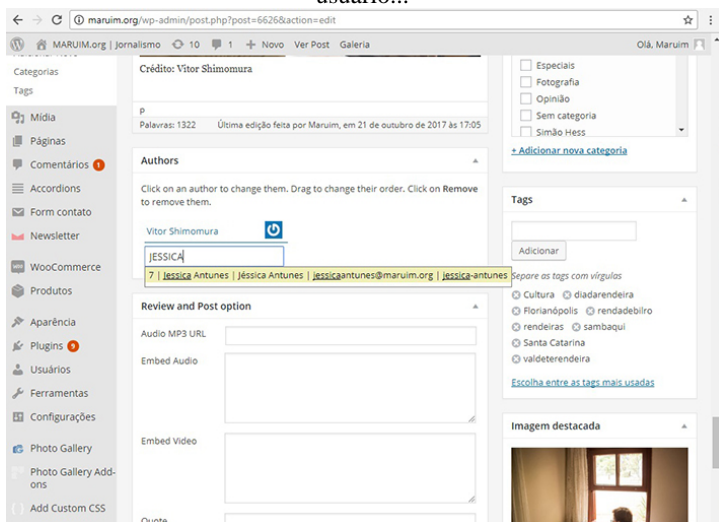 usuário...
maruim.org/wp-admin/post.php?post=6626&action=edit
MARUIM.org | Jornalismo 10 1 + Novo Ver Post Galeria Olá, Maruim
Categorias
Tags
Mídia
Páginas
Comentários 1
Accordions
Form contato
Newsletter
WooCommerce
Produtos
Aparência
Plugins 9
Usuários
Ferramentas
Configurações
Photo Gallery
Photo Gallery Add-
ons
Add Custom CSS
Crédito: Vitor Shimomura
p
Palavras: 1322 Última edição feita por Maruim, em 21 de outubro de 2017 às 17:05
Authors
Click on an author to change them. Drag to change their order. Click on Remove
to remove them.
Vitor Shimomura
JESSICA
7 | Jessica Antunes | Jéssica Antunes | jessicaantunes@maruim.org | jessica-antunes
Review and Post option
Audio MP3 URL
Embed Audio
Embed Video
Quote
Especiais
Fotografia
Opinião
Sem categoria
Simão Hess
+ Adicionar nova categoria
Tags
Adicionar
Separe as tags com vírgulas
Cultura diadarendeira
Florianópolis rendadebilro
rendeiras sambaqui
Santa Catarina
valdeterendeira
Escolha entre as tags mais usadas
Imagem destacada